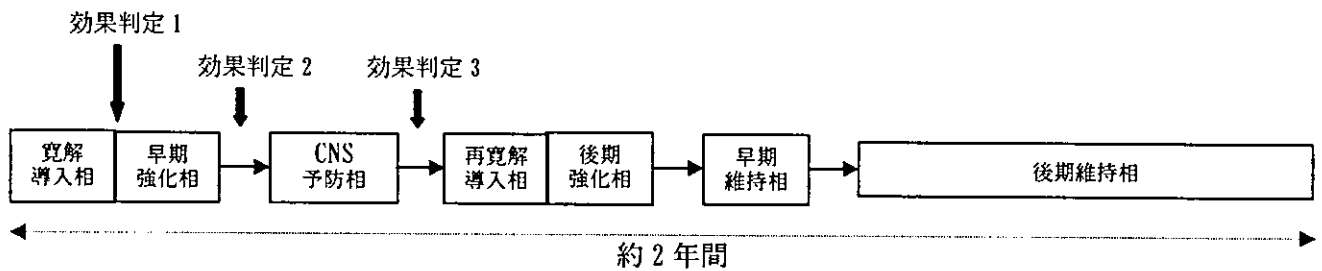 効果判定1
効果判定2
効果判定3
寛解
導入相
早期
強化相
CNS
予防相
再寛解
導入相
後期
強化相
早期
維持相
後期維持相
約2年間